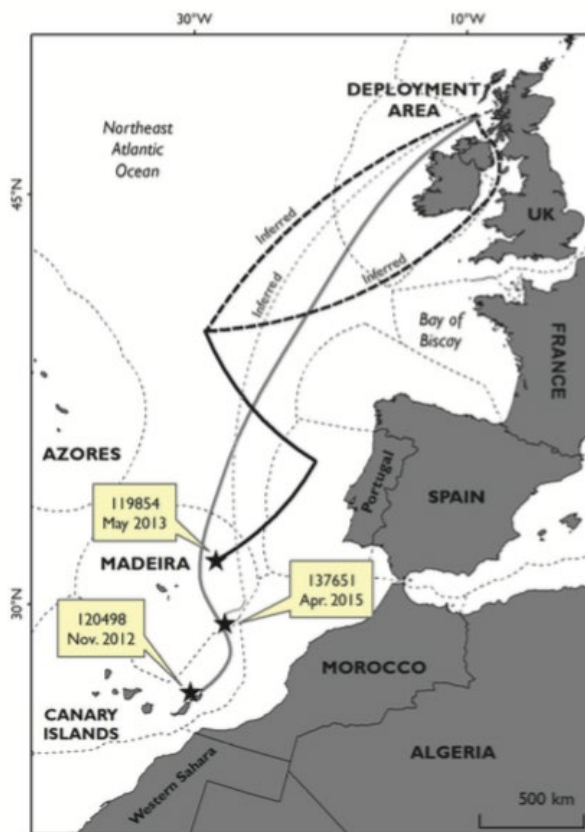 30°W
10°W
DEPLOYMENT
AREA
Northeast
Atlantic
Ocean
45°N
Inferred
Inferred
Inferred
UK
Bay of
Biscay
FRANCE
AZORES
Portugal
SPAIN
119854
May 2013
MADEIRA
137651
Apr. 2015
30°N
120498
Nov. 2012
MOROCCO
CANARY
ISLANDS
ALGERIA
Western Sahara
500 km